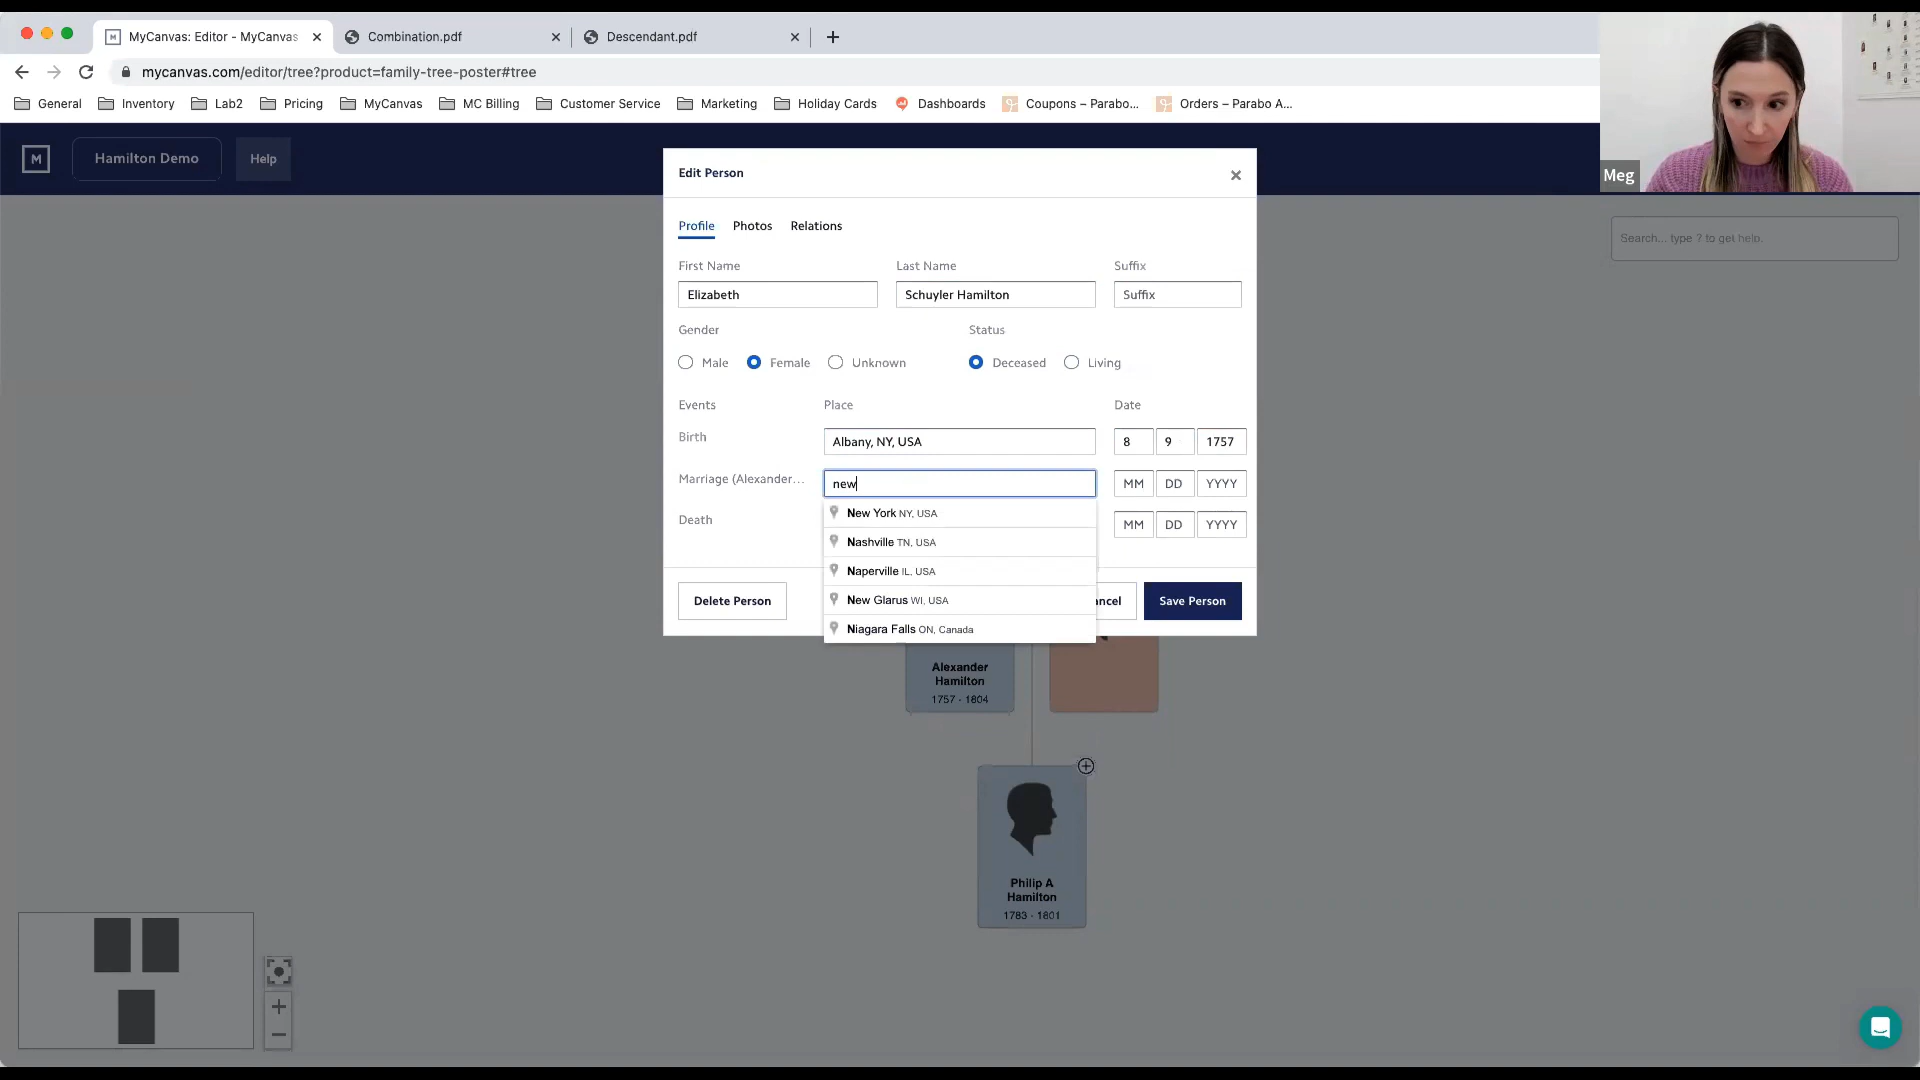 MyCanvas: Editor - MyCanvas
Combination.pdf
Descendant.pdf
mycanvas.com/editor/tree?product=family-tree-poster#tree
General
Inventory
Lab2
Pricing
MyCanvas
MC Billing
Customer Service
Marketing
Holiday Cards
Dashboards
Coupons – Parabo...
Orders – Parabo A...
Meg
M
Hamilton Demo
Help
Search... type ? to get help.
Edit Person
Profile
Photos
Relations
First Name
Last Name
Suffix
Elizabeth
Schuyler Hamilton
Suffix
Gender
Status
Male
Female
Unknown
Deceased
Living
Events
Place
Date
Birth
Albany, NY, USA
8
9
1757
Marriage (Alexander...
new
MM
DD
YYYY
Death
MM
DD
YYYY
New York NY, USA
Nashville TN, USA
Naperville IL, USA
New Glarus WI, USA
Niagara Falls ON, Canada
Delete Person
ancel
Save Person
Alexander
Hamilton
1757 - 1804
Philip A
Hamilton
1783 - 1801